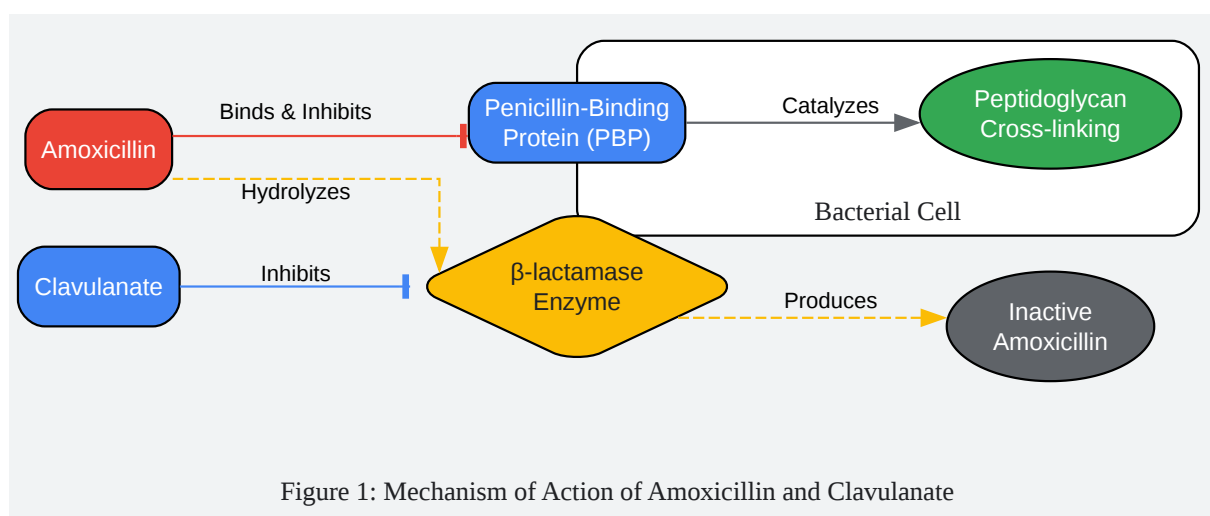 Binds & Inhibits
Penicillin-Binding
Protein (PBP)
Catalyzes
Peptidoglycan
Cross-linking
Amoxicillin
Hydrolyzes
Bacterial Cell
Clavulanate
Inhibits
β-lactamase
Enzyme
Produces
Inactive
Amoxicillin
Figure 1: Mechanism of Action of Amoxicillin and Clavulanate